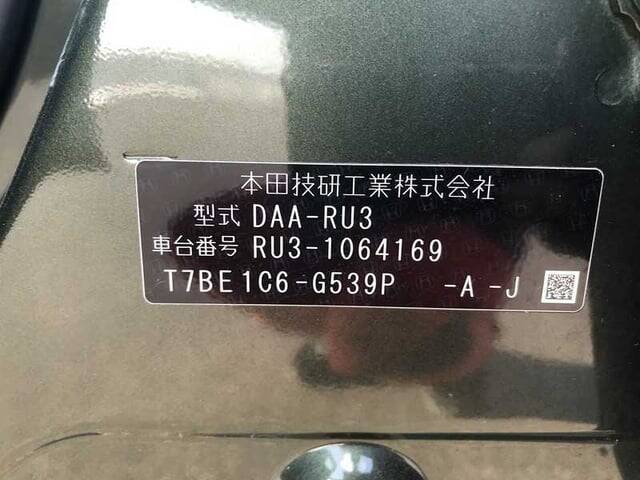 本田技研工業株式会社
型式 DAA-RU3
車台番号 RU3-1064169
T7BE1C6-G539P -A -J